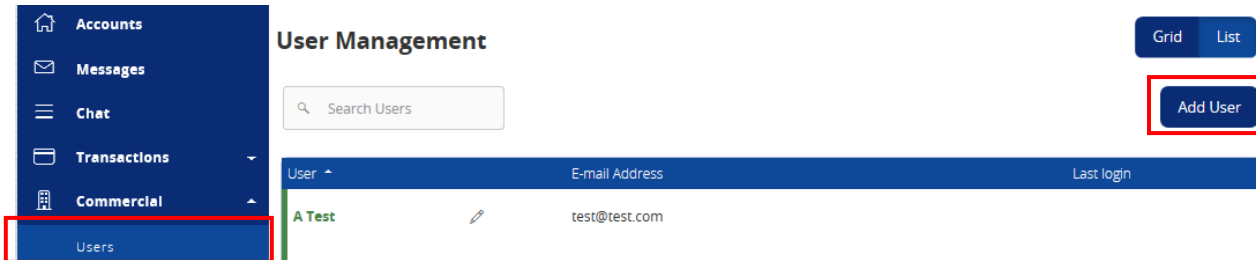 Accounts
Messages
Chat
Transactions
Commercial
Users
User Management
Grid List
Search Users
Add User
User E-mail Address Last login
A Test test@test.com